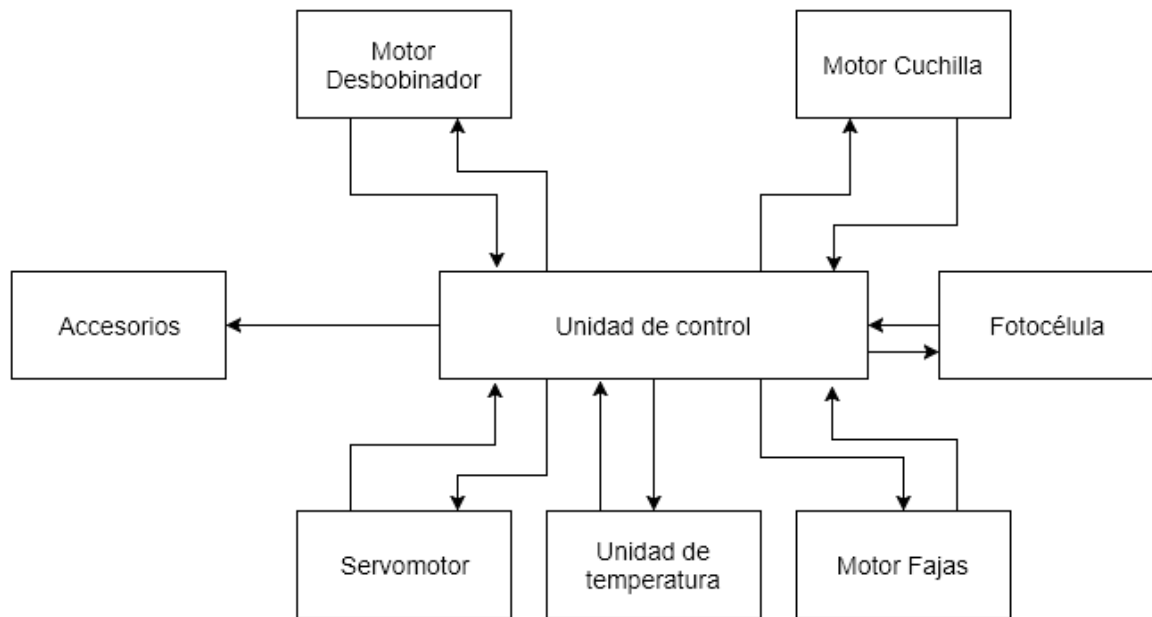 Motor
Desbobinador
Motor Cuchilla
Accesorios
Unidad de control
Fotocélula
Servomotor
Unidad de
temperatura
Motor Fajas